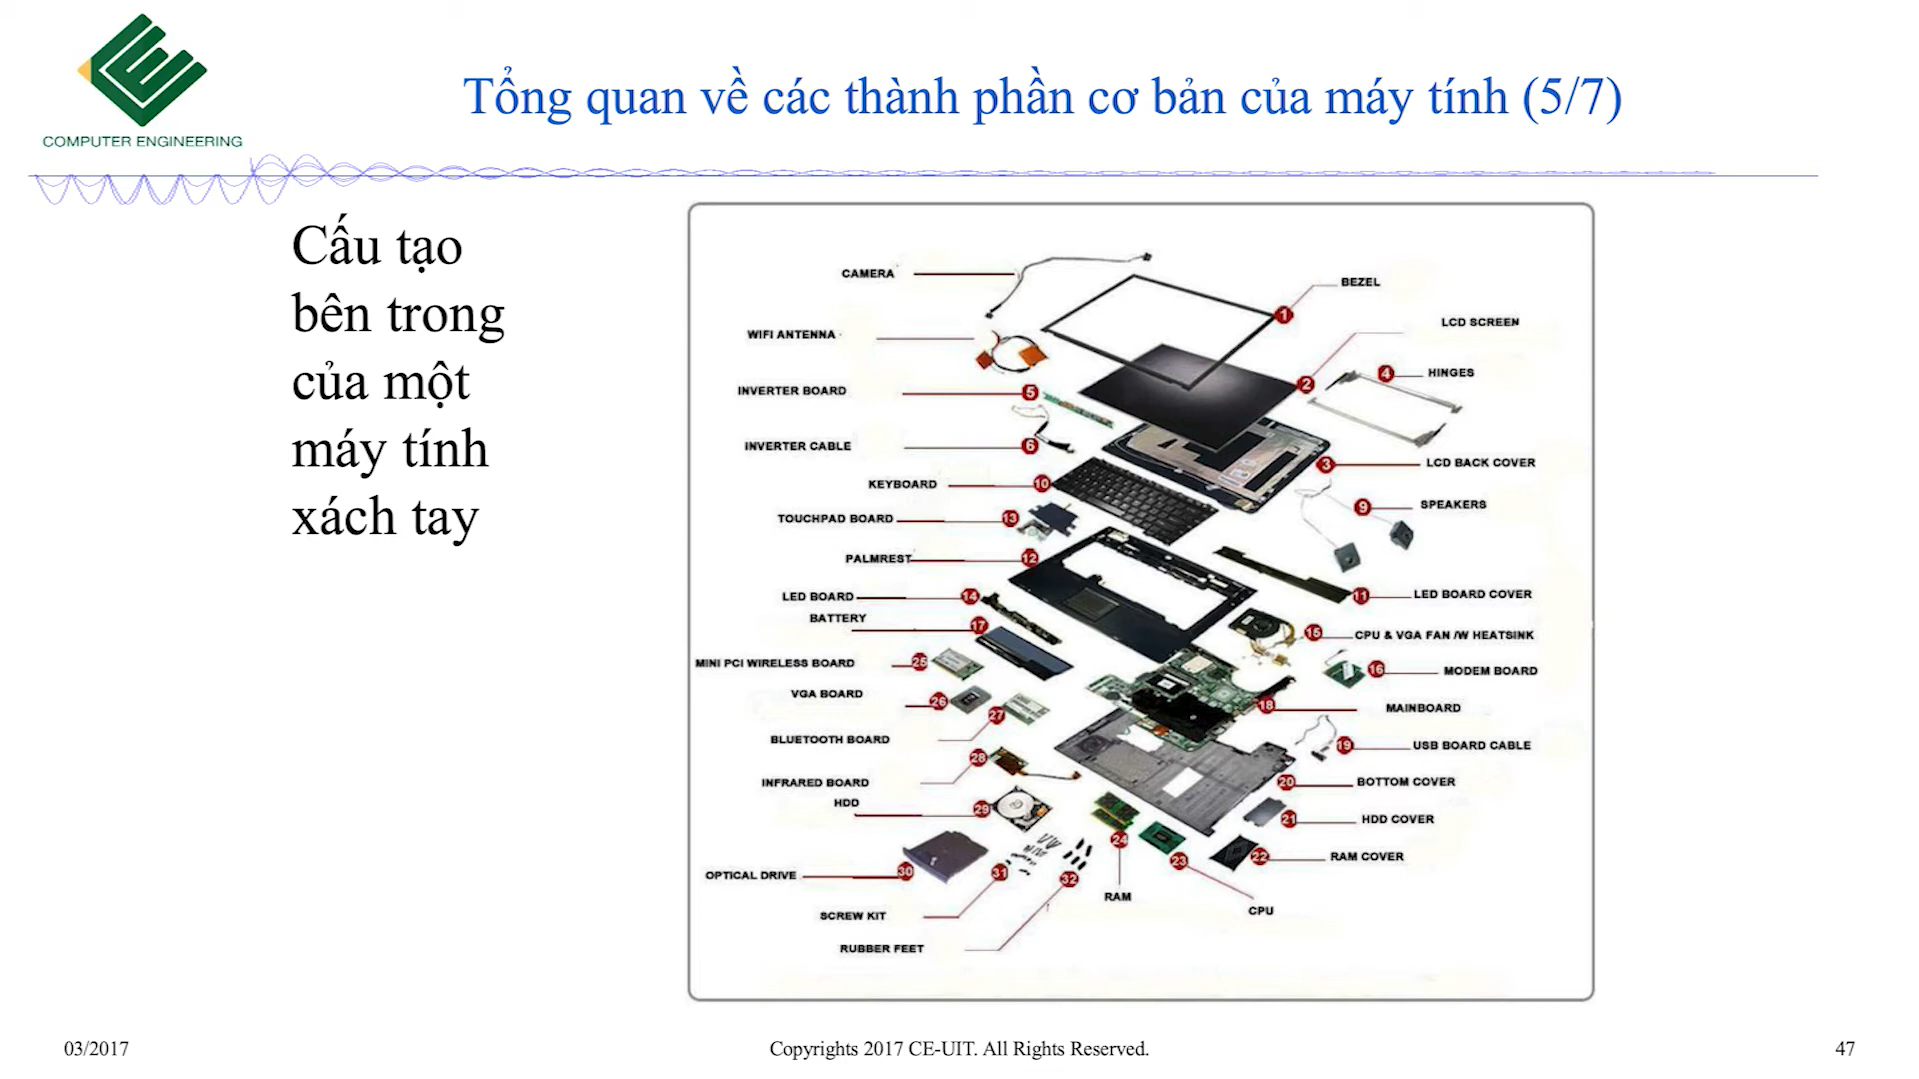 COMPUTER ENGINEERING
Tổng quan về các thành phần cơ bản của máy tính (5/7)
Cấu tạo
bên trong
của một
máy tính
xách tay
CAMERA
BEZEL
1
LCD SCREEN
WIFI ANTENNA
2
4 HINGES
INVERTER BOARD 5
INVERTER CABLE 6
3 LCD BACK COVER
KEYBOARD 10
9 SPEAKERS
TOUCHPAD BOARD 13
PALMREST 12
LED BOARD 14
11 LED BOARD COVER
BATTERY 17
15 CPU & VGA FAN /W HEATSINK
MINI PCI WIRELESS BOARD 25
16 MODEM BOARD
VGA BOARD 26
18 MAINBOARD
27
BLUETOOTH BOARD
19 USB BOARD CABLE
28
INFRARED BOARD
20 BOTTOM COVER
HDD 29
21 HDD COVER
24
23
22 RAM COVER
OPTICAL DRIVE 30
31
32
RAM
CPU
SCREW KIT
RUBBER FEET
03/2017
Copyrights 2017 CE-UIT. All Rights Reserved.
47